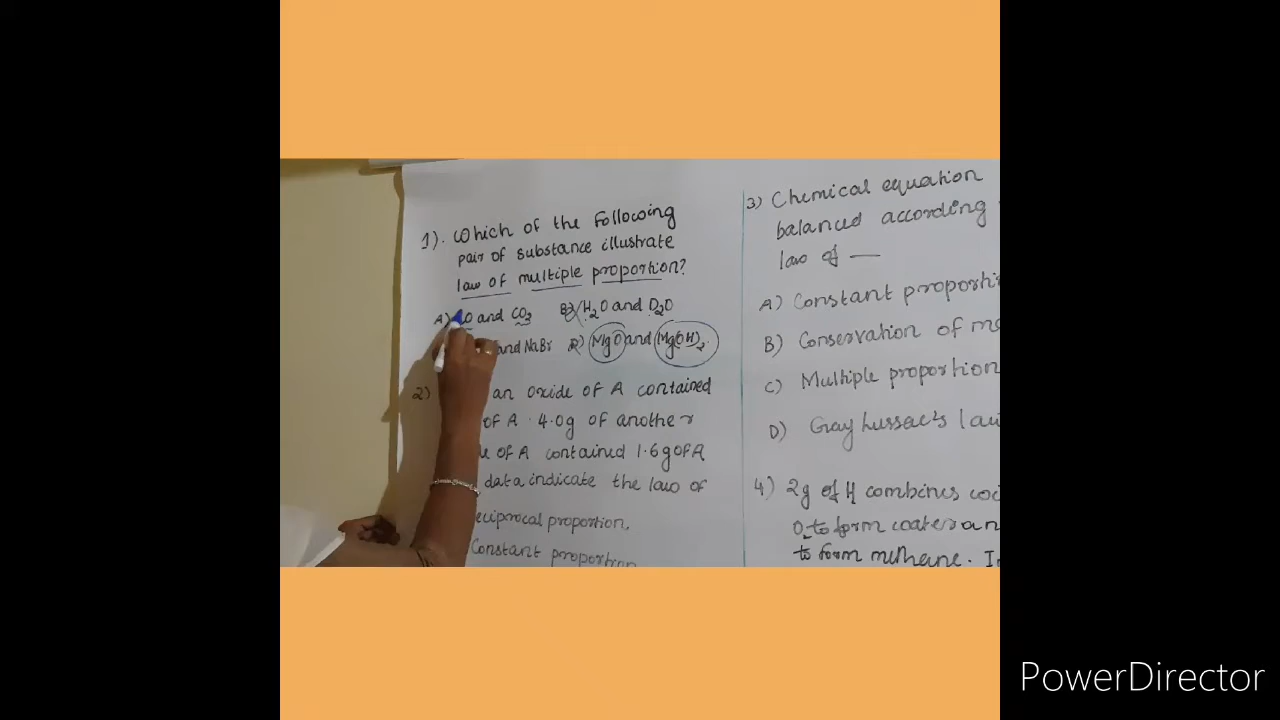 1). Which of the following
pair of substance illustrate
law of multiple proportion?
A) O and CO2 B) H2O and D2O
and NaBr D) MgO and Mg(OH)2.
2) an oxide of A contained
of A. 4.0g of another
of A contained 1.6g of A
data indicate the law of
eciprocal proportion.
Constant proportion
3) Chemical equation
balanced according
law of —
A) Constant proporti
B) Conservation of m
C) Multiple proportion
D) Gray Lussac's law
4) 2g of H combines
O2 to form water an
to form methane. I
PowerDirector